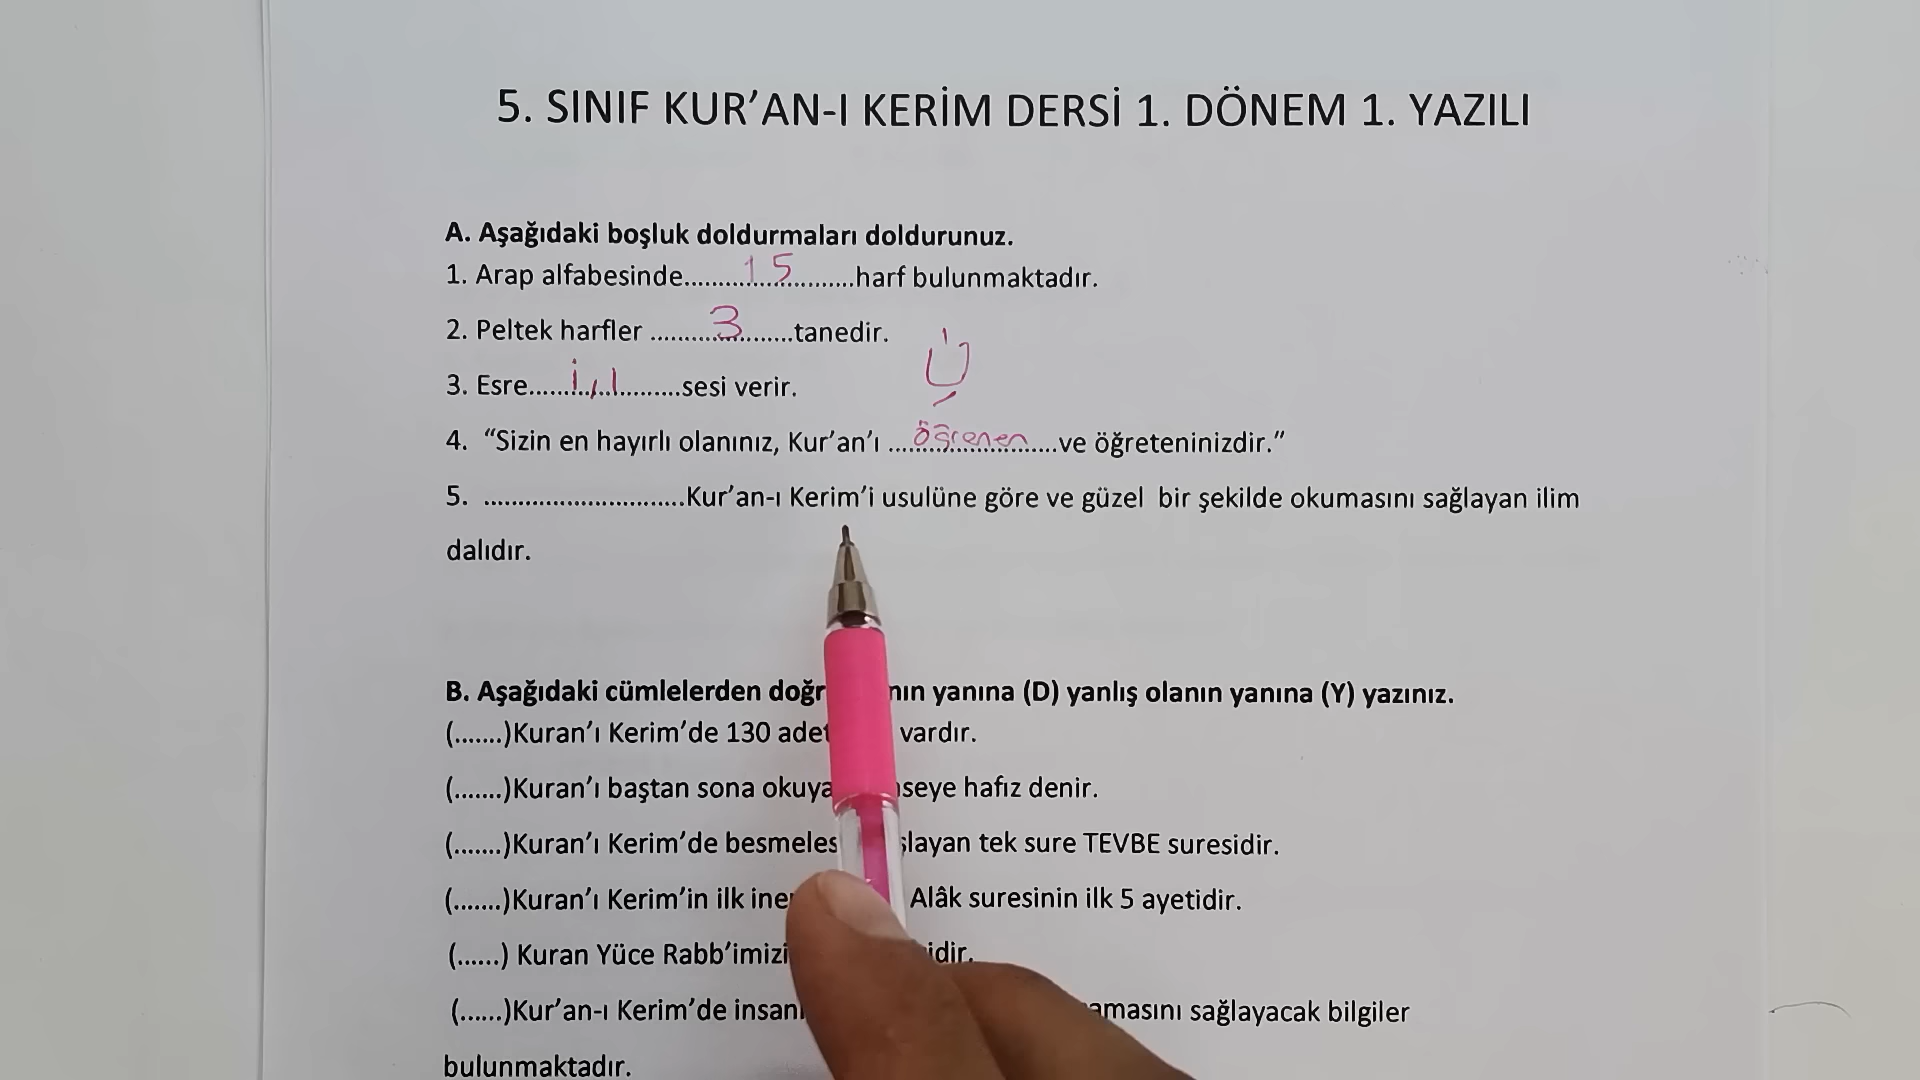 5. SINIF KUR'AN-I KERİM DERSİ 1. DÖNEM 1. YAZILI
A. Aşağıdaki boşluk doldurmaları doldurunuz.
1. Arap alfabesinde......15......harf bulunmaktadır.
2. Peltek harfler ......3......tanedir.
3. Esre......i,ı......sesi verir.
4. “Sizin en hayırlı olanınız, Kur'an'ı ......öğrenen......ve öğreteninizdir.”
5. .............................Kur'an-ı Kerim'i usulüne göre ve güzel bir şekilde okumasını sağlayan ilim
dalıdır.
B. Aşağıdaki cümlelerden doğr nın yanına (D) yanlış olanın yanına (Y) yazınız.
(.......)Kuran'ı Kerim'de 130 adet vardır.
(.......)Kuran'ı baştan sona okuya seye hafız denir.
(.......)Kuran'ı Kerim'de besmeles layan tek sure TEVBE suresidir.
(.......)Kuran'ı Kerim'in ilk ine Alâk suresinin ilk 5 ayetidir.
(......) Kuran Yüce Rabb'imizi idir.
(......)Kur'an-ı Kerim'de insan amasını sağlayacak bilgiler
bulunmaktadır.